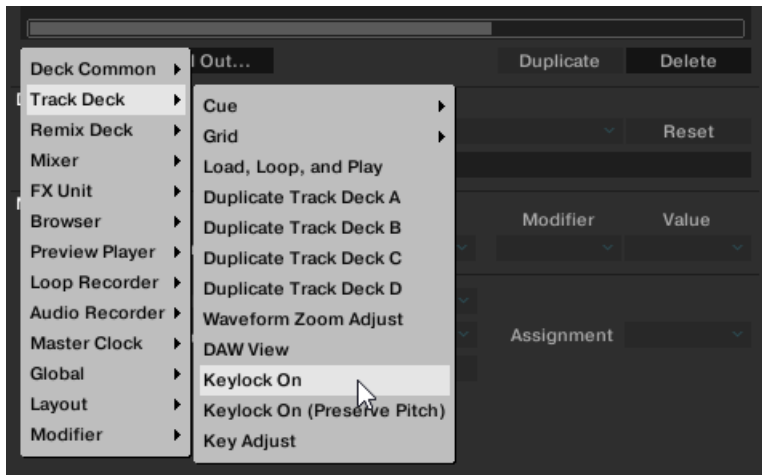 l Out...
Duplicate
Delete
Deck Common
Track Deck
Remix Deck
Mixer
FX Unit
Browser
Preview Player
Loop Recorder
Audio Recorder
Master Clock
Global
Layout
Modifier
Cue
Grid
Load, Loop, and Play
Duplicate Track Deck A
Duplicate Track Deck B
Duplicate Track Deck C
Duplicate Track Deck D
Waveform Zoom Adjust
DAW View
Keylock On
Keylock On (Preserve Pitch)
Key Adjust
Reset
Modifier
Value
Assignment